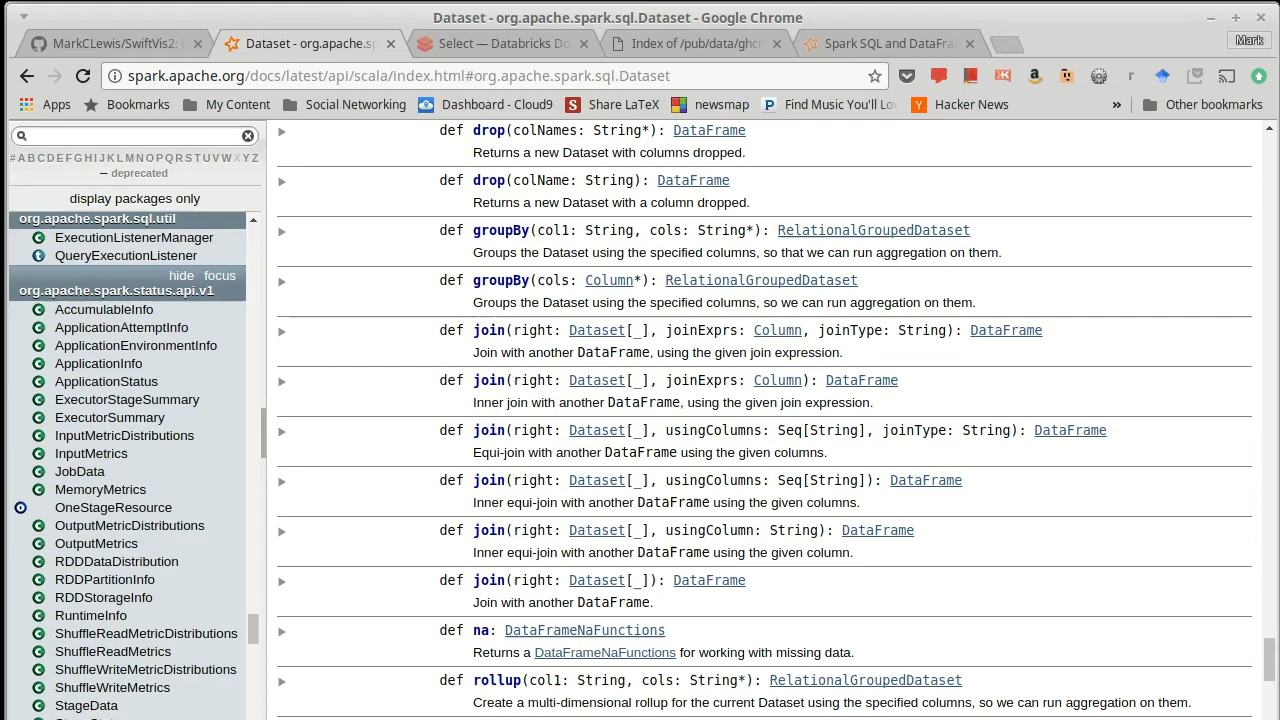 Dataset - org.apache.spark.sql.Dataset - Google Chrome
MarkCLewis/SwiftVis2:
Dataset - org.apache.sp
Select — Databricks Do
Index of /pub/data/ghcn
Spark SQL and DataFra
Mark
spark.apache.org/docs/latest/api/scala/index.html#org.apache.spark.sql.Dataset
Apps
Bookmarks
My Content
Social Networking
Dashboard - Cloud9
Share LaTeX
newsmap
Find Music You'll Lo
Hacker News
»
Other bookmarks
#ABCDEFGHIJKLMNOPQRSTUVWXYZ
– deprecated
display packages only
org.apache.spark.sql.util
ExecutionListenerManager
QueryExecutionListener
hide focus
org.apache.spark.status.api.v1
AccumulableInfo
ApplicationAttemptInfo
ApplicationEnvironmentInfo
ApplicationInfo
ApplicationStatus
ExecutorStageSummary
ExecutorSummary
InputMetricDistributions
InputMetrics
JobData
MemoryMetrics
OneStageResource
OutputMetricDistributions
OutputMetrics
RDDDataDistribution
RDDPartitionInfo
RDDStorageInfo
RuntimeInfo
ShuffleReadMetricDistributions
ShuffleReadMetrics
ShuffleWriteMetricDistributions
ShuffleWriteMetrics
StageData
def drop(colNames: String*): DataFrame
Returns a new Dataset with columns dropped.
def drop(colName: String): DataFrame
Returns a new Dataset with a column dropped.
def groupBy(col1: String, cols: String*): RelationalGroupedDataset
Groups the Dataset using the specified columns, so that we can run aggregation on them.
def groupBy(cols: Column*): RelationalGroupedDataset
Groups the Dataset using the specified columns, so we can run aggregation on them.
def join(right: Dataset[_], joinExprs: Column, joinType: String): DataFrame
Join with another DataFrame, using the given join expression.
def join(right: Dataset[_], joinExprs: Column): DataFrame
Inner join with another DataFrame, using the given join expression.
def join(right: Dataset[_], usingColumns: Seq[String], joinType: String): DataFrame
Equi-join with another DataFrame using the given columns.
def join(right: Dataset[_], usingColumns: Seq[String]): DataFrame
Inner equi-join with another DataFrame using the given columns.
def join(right: Dataset[_], usingColumn: String): DataFrame
Inner equi-join with another DataFrame using the given column.
def join(right: Dataset[_]): DataFrame
Join with another DataFrame.
def na: DataFrameNaFunctions
Returns a DataFrameNaFunctions for working with missing data.
def rollup(col1: String, cols: String*): RelationalGroupedDataset
Create a multi-dimensional rollup for the current Dataset using the specified columns, so we can run aggregation on them.